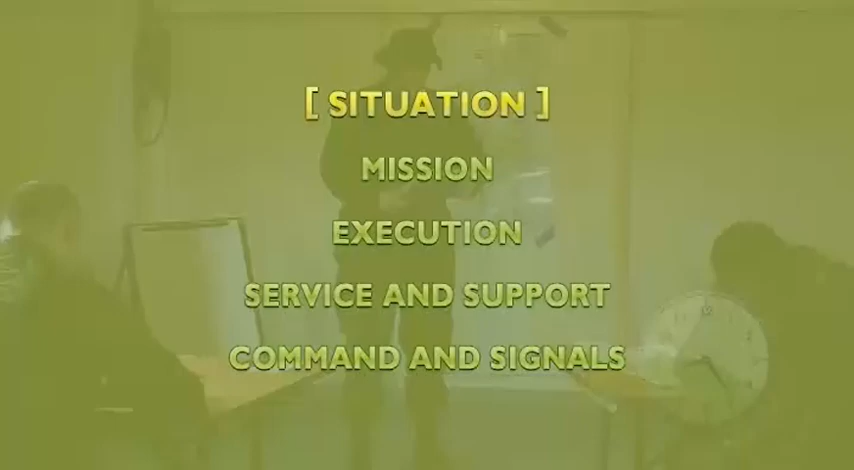 [ SITUATION ]
MISSION
EXECUTION
SERVICE AND SUPPORT
COMMAND AND SIGNALS